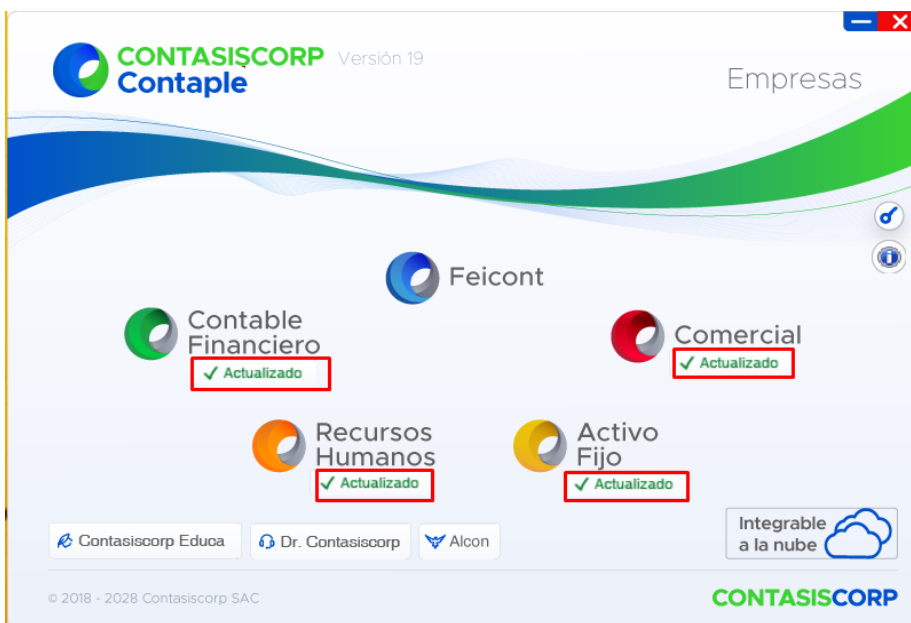 CONTASISCORP
Contaple
Versión 19
Empresas
Feicont
Contable
Financiero
✓ Actualizado
Comercial
✓ Actualizado
Recursos
Humanos
✓ Actualizado
Activo
Fijo
✓ Actualizado
Contasiscorp Educa
Dr. Contasiscorp
Alcon
Integrable
a la nube
© 2018 - 2028 Contasiscorp SAC
CONTASISCORP